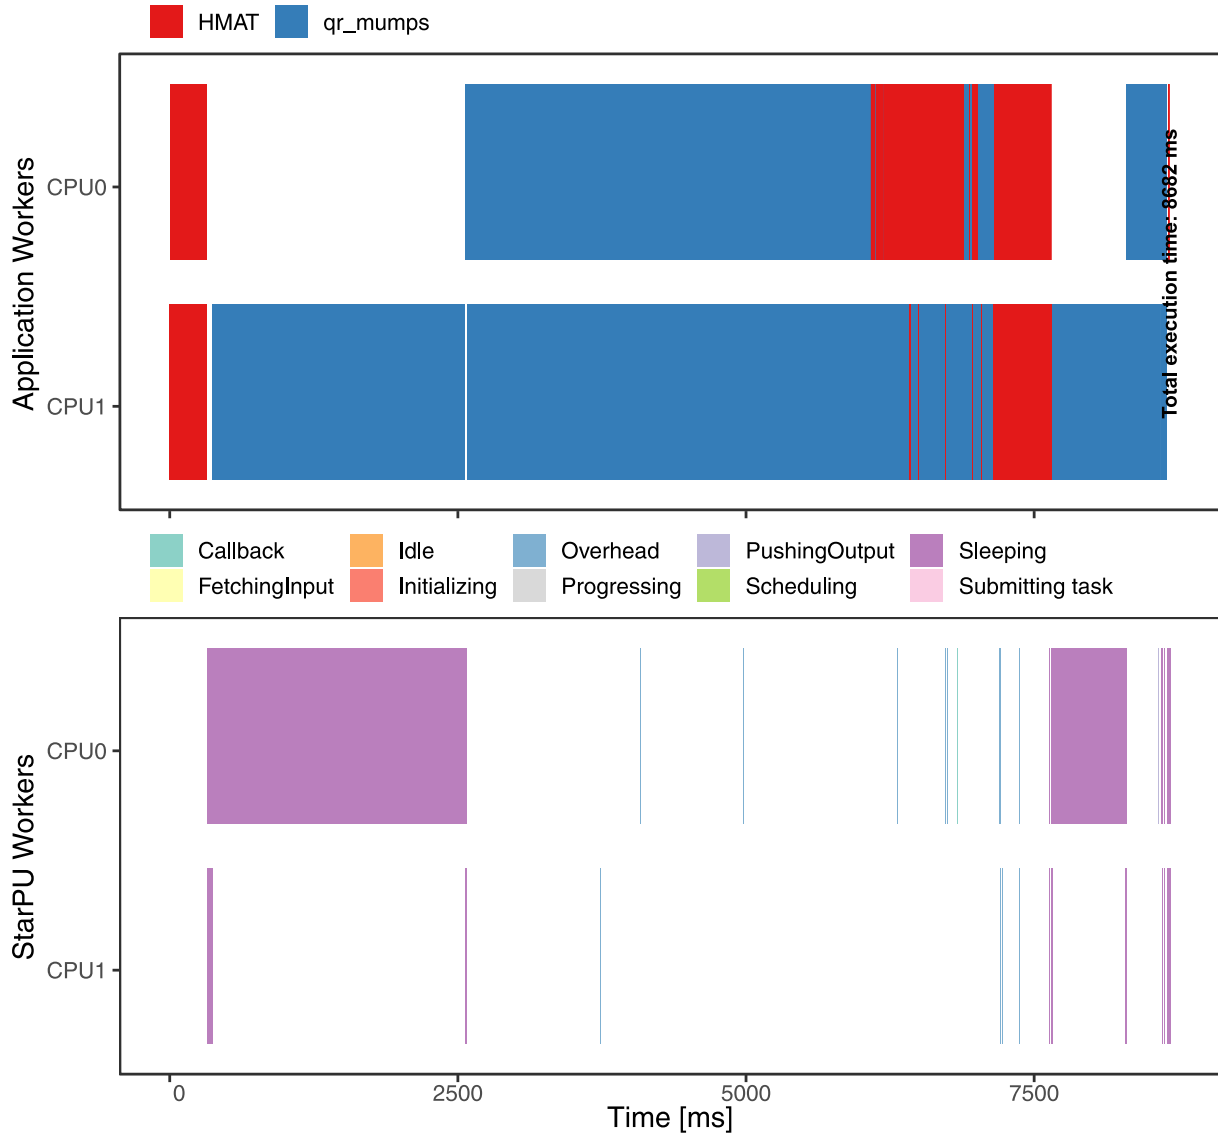 HMAT qr_mumps
Application Workers
CPU0
CPU1
Total execution time: 8682 ms
Callback Idle Overhead PushingOutput Sleeping
FetchingInput Initializing Progressing Scheduling Submitting task
StarPU Workers
CPU0
CPU1
0 2500 5000 7500
Time [ms]